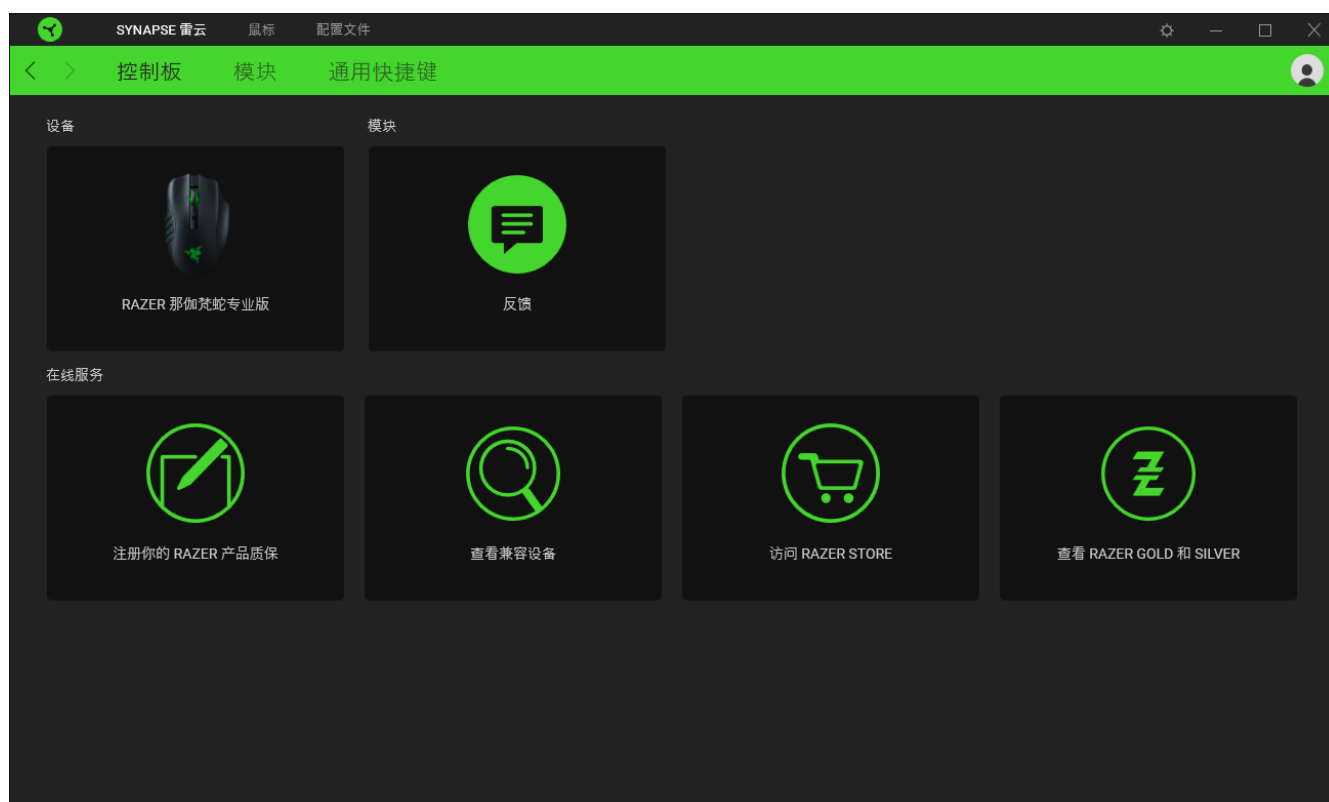 SYNAPSE 雷云 鼠标 配置文件
控制板 模块 通用快捷键
设备 模块
RAZER 那伽梵蛇专业版 反馈
在线服务
注册你的 RAZER 产品质保 查看兼容设备 访问 RAZER STORE 查看 RAZER GOLD 和 SILVER